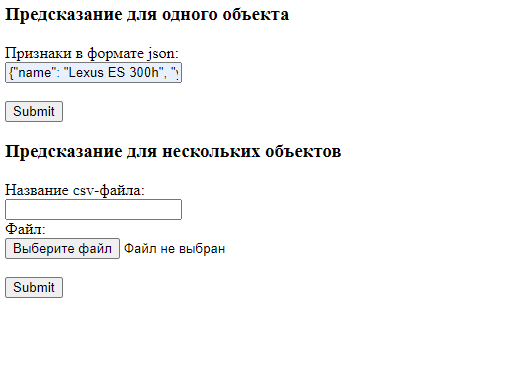 Предсказание для одного объекта
Признаки в формате json:
{"name": "Lexus ES 300h", "y
Submit
Предсказание для нескольких объектов
Название csv-файла:
Файл:
Выберите файл Файл не выбран
Submit